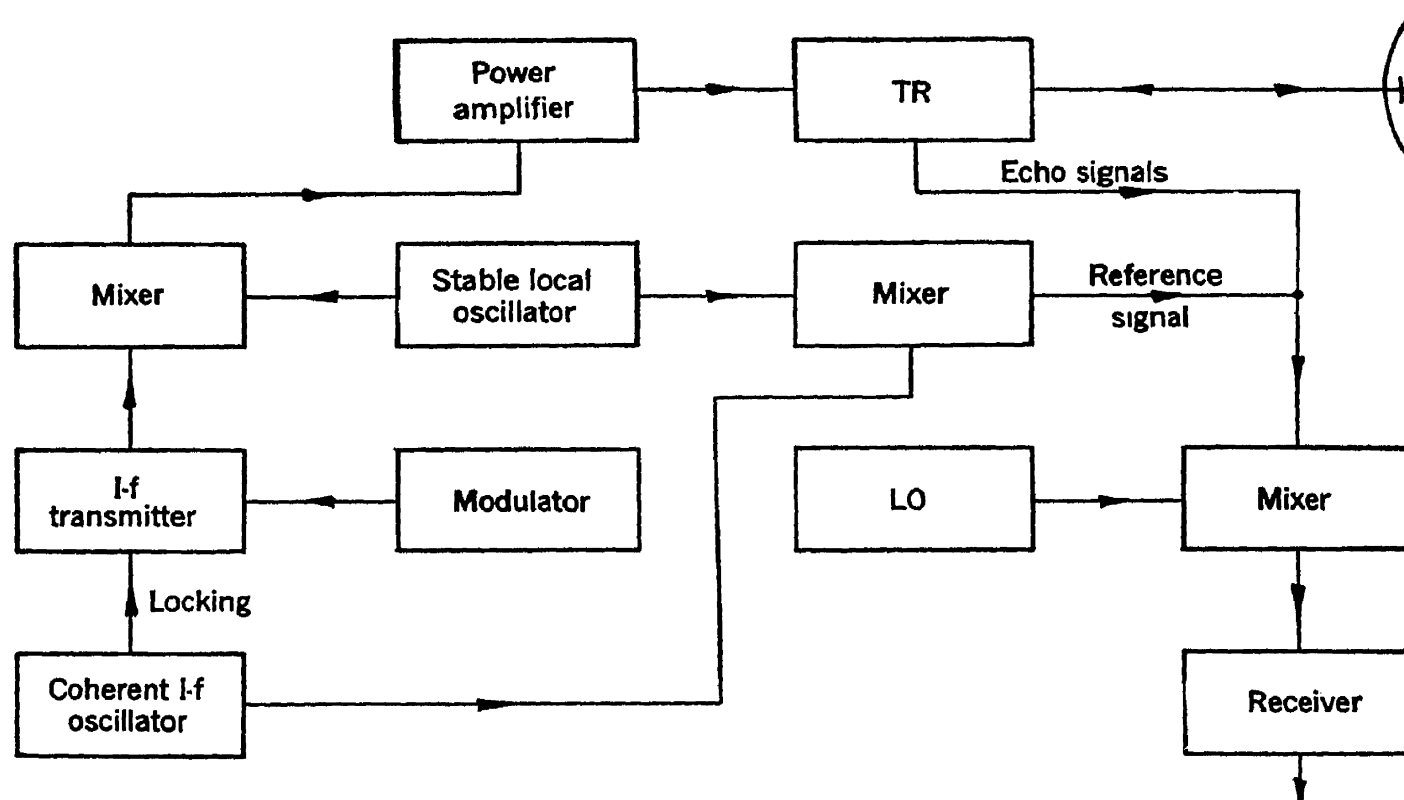 Power
amplifier
TR
Echo signals
Mixer
Stable local
oscillator
Mixer
Reference
signal
I-f
transmitter
Modulator
LO
Mixer
Locking
Coherent I-f
oscillator
Receiver